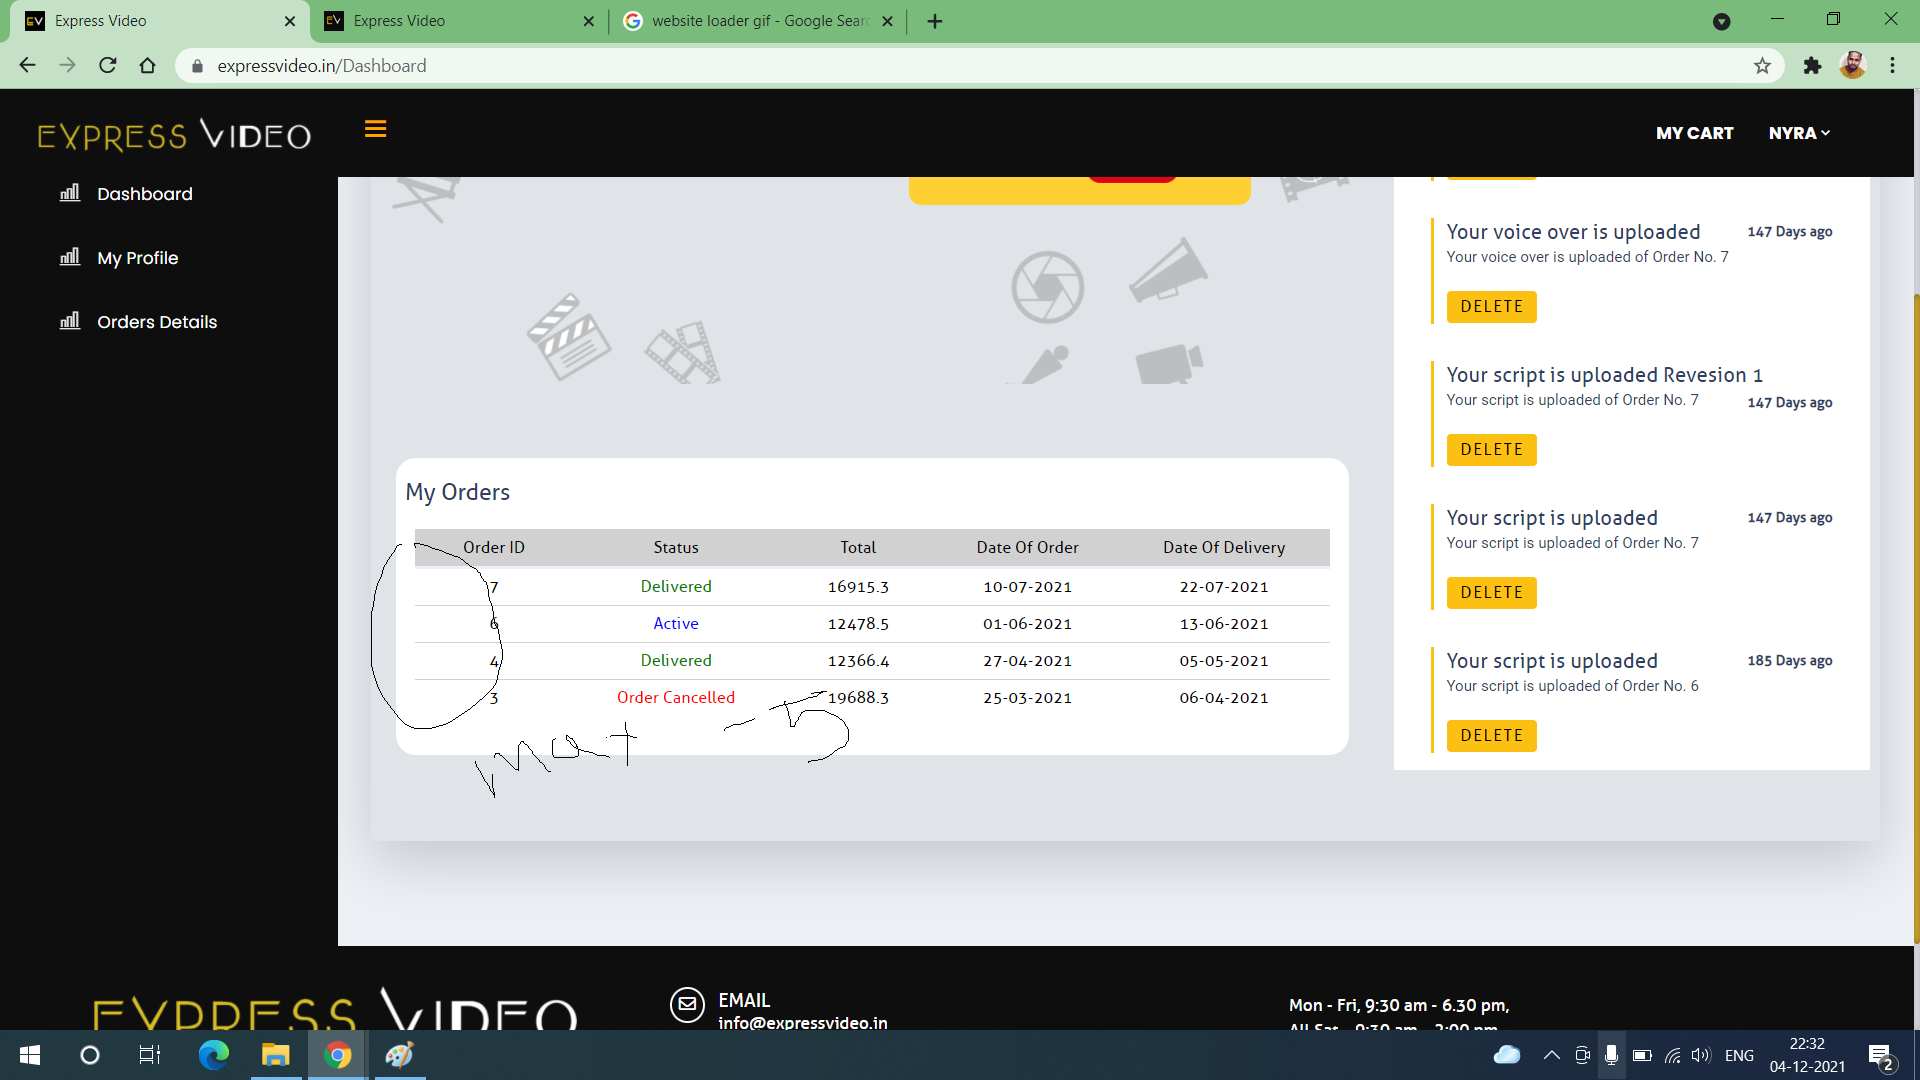 Express Video
Express Video
website loader gif - Google Searc
expressvideo.in/Dashboard
EXPRESS VIDEO
MY CART
NYRA
Dashboard
My Profile
Orders Details
Your voice over is uploaded
147 Days ago
Your voice over is uploaded of Order No. 7
DELETE
Your script is uploaded Revesion 1
Your script is uploaded of Order No. 7
147 Days ago
DELETE
Your script is uploaded
147 Days ago
Your script is uploaded of Order No. 7
DELETE
Your script is uploaded
185 Days ago
Your script is uploaded of Order No. 6
DELETE
My Orders
Order ID Status Total Date Of Order Date Of Delivery
7 Delivered 16915.3 10-07-2021 22-07-2021
6 Active 12478.5 01-06-2021 13-06-2021
4 Delivered 12366.4 27-04-2021 05-05-2021
3 Order Cancelled 19688.3 25-03-2021 06-04-2021
- 5
EXPRESS VIDEO
EMAIL
info@expressvideo.in
Mon - Fri, 9:30 am - 6.30 pm,
All Sat - 9:30 am - 2:00 pm
ENG
22:32
04-12-2021
2